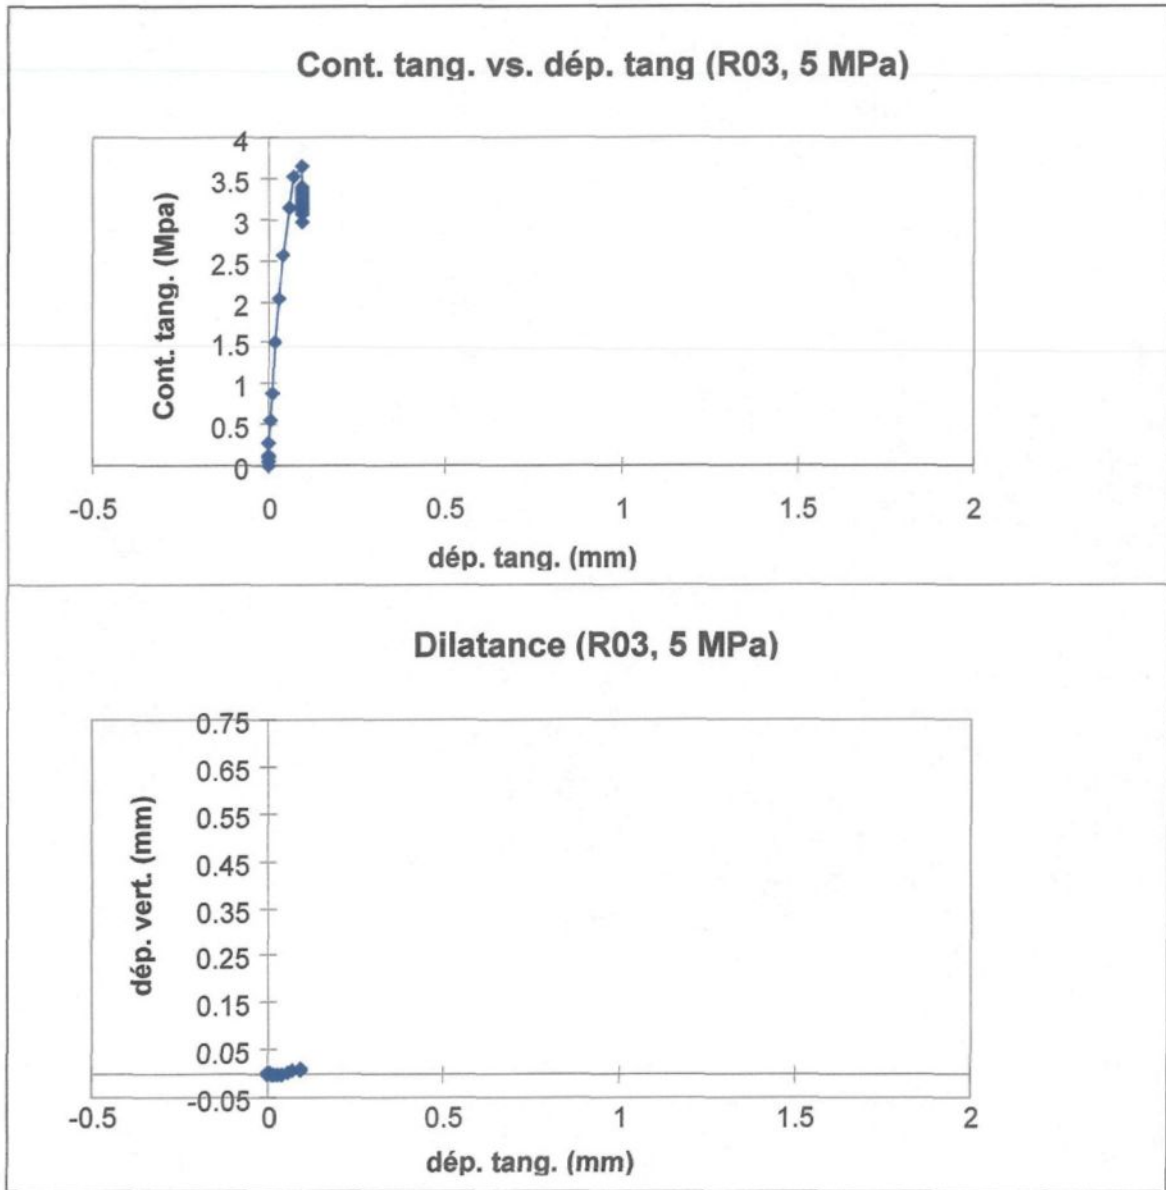 Cont. tang. vs. dép. tang (R03, 5 MPa)
4
3.5
3
2.5
2
1.5
1
0.5
0
Cont. tang. (Mpa)
-0.5 0 0.5 1 1.5 2
dép. tang. (mm)
Dilatance (R03, 5 MPa)
0.75
0.65
0.55
0.45
0.35
0.25
0.15
0.05
-0.05
dép. vert. (mm)
-0.5 0 0.5 1 1.5 2
dép. tang. (mm)